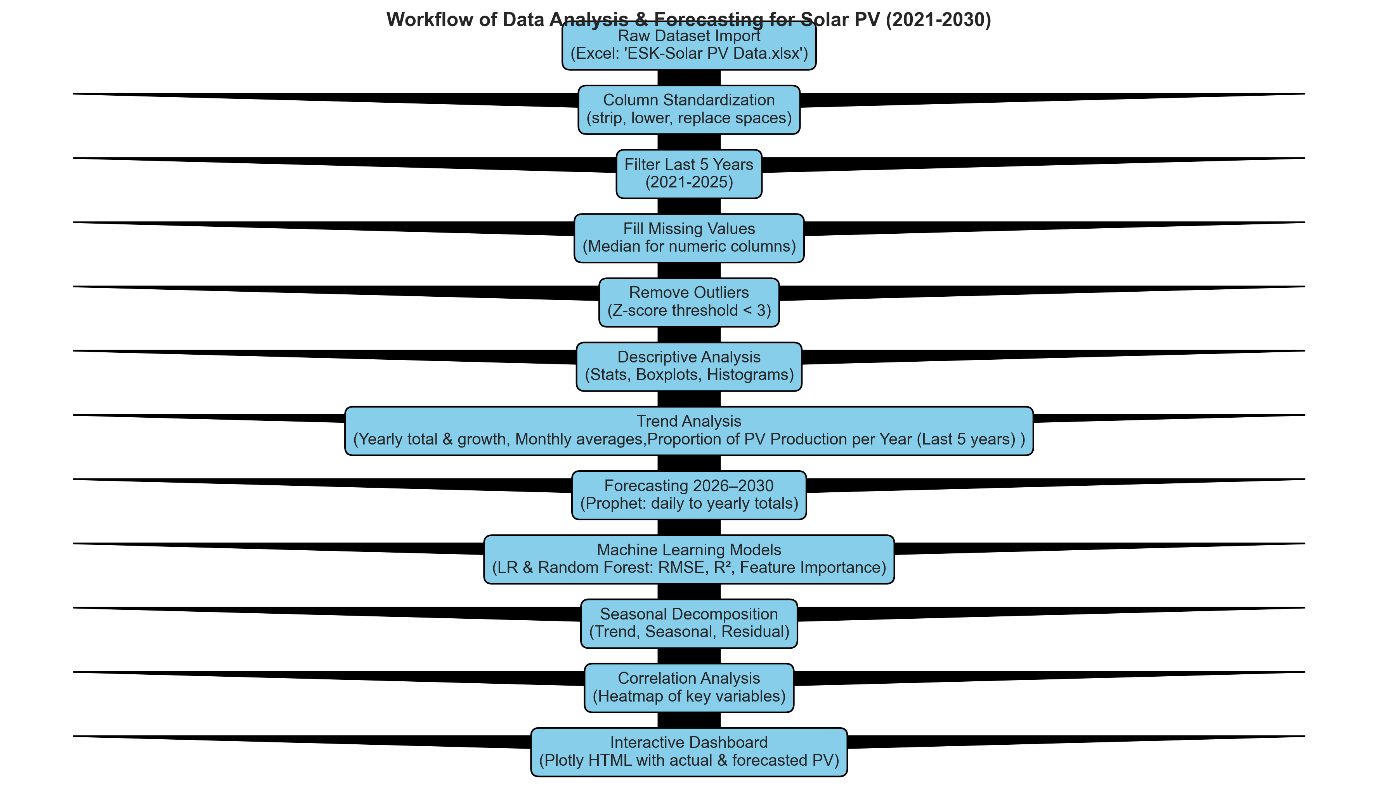 Workflow of Data Analysis & Forecasting for Solar PV (2021-2030)
Raw Dataset Import
(Excel: 'ESK-Solar PV Data.xlsx')
Column Standardization
(strip, lower, replace spaces)
Filter Last 5 Years
(2021-2025)
Fill Missing Values
(Median for numeric columns)
Remove Outliers
(Z-score threshold < 3)
Descriptive Analysis
(Stats, Boxplots, Histograms)
Trend Analysis
(Yearly total & growth, Monthly averages,Proportion of PV Production per Year (Last 5 years) )
Forecasting 2026–2030
(Prophet: daily to yearly totals)
Machine Learning Models
(LR & Random Forest: RMSE, R², Feature Importance)
Seasonal Decomposition
(Trend, Seasonal, Residual)
Correlation Analysis
(Heatmap of key variables)
Interactive Dashboard
(Plotly HTML with actual & forecasted PV)